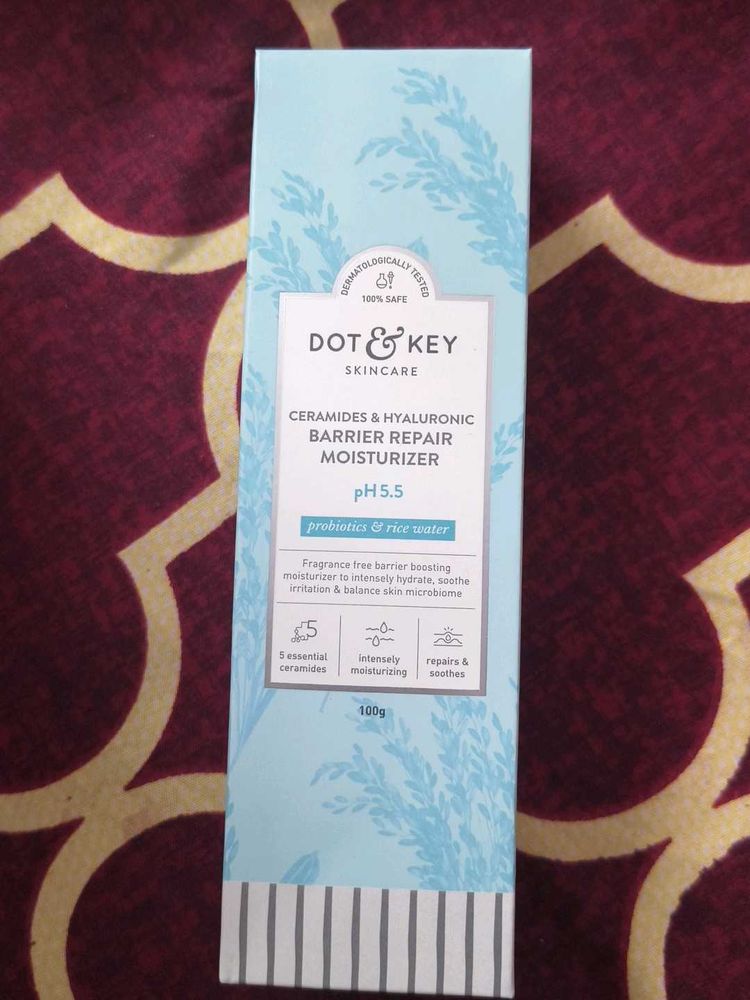 DERMATOLOGICALLY TESTED
100% SAFE
DOT & KEY
SKINCARE
CERAMIDES & HYALURONIC
BARRIER REPAIR
MOISTURIZER
pH 5.5
probiotics & rice water
Fragrance free barrier boosting
moisturizer to intensely hydrate, soothe
irritation & balance skin microbiome
5
5 essential
ceramides
intensely
moisturizing
repairs &
soothes
100g